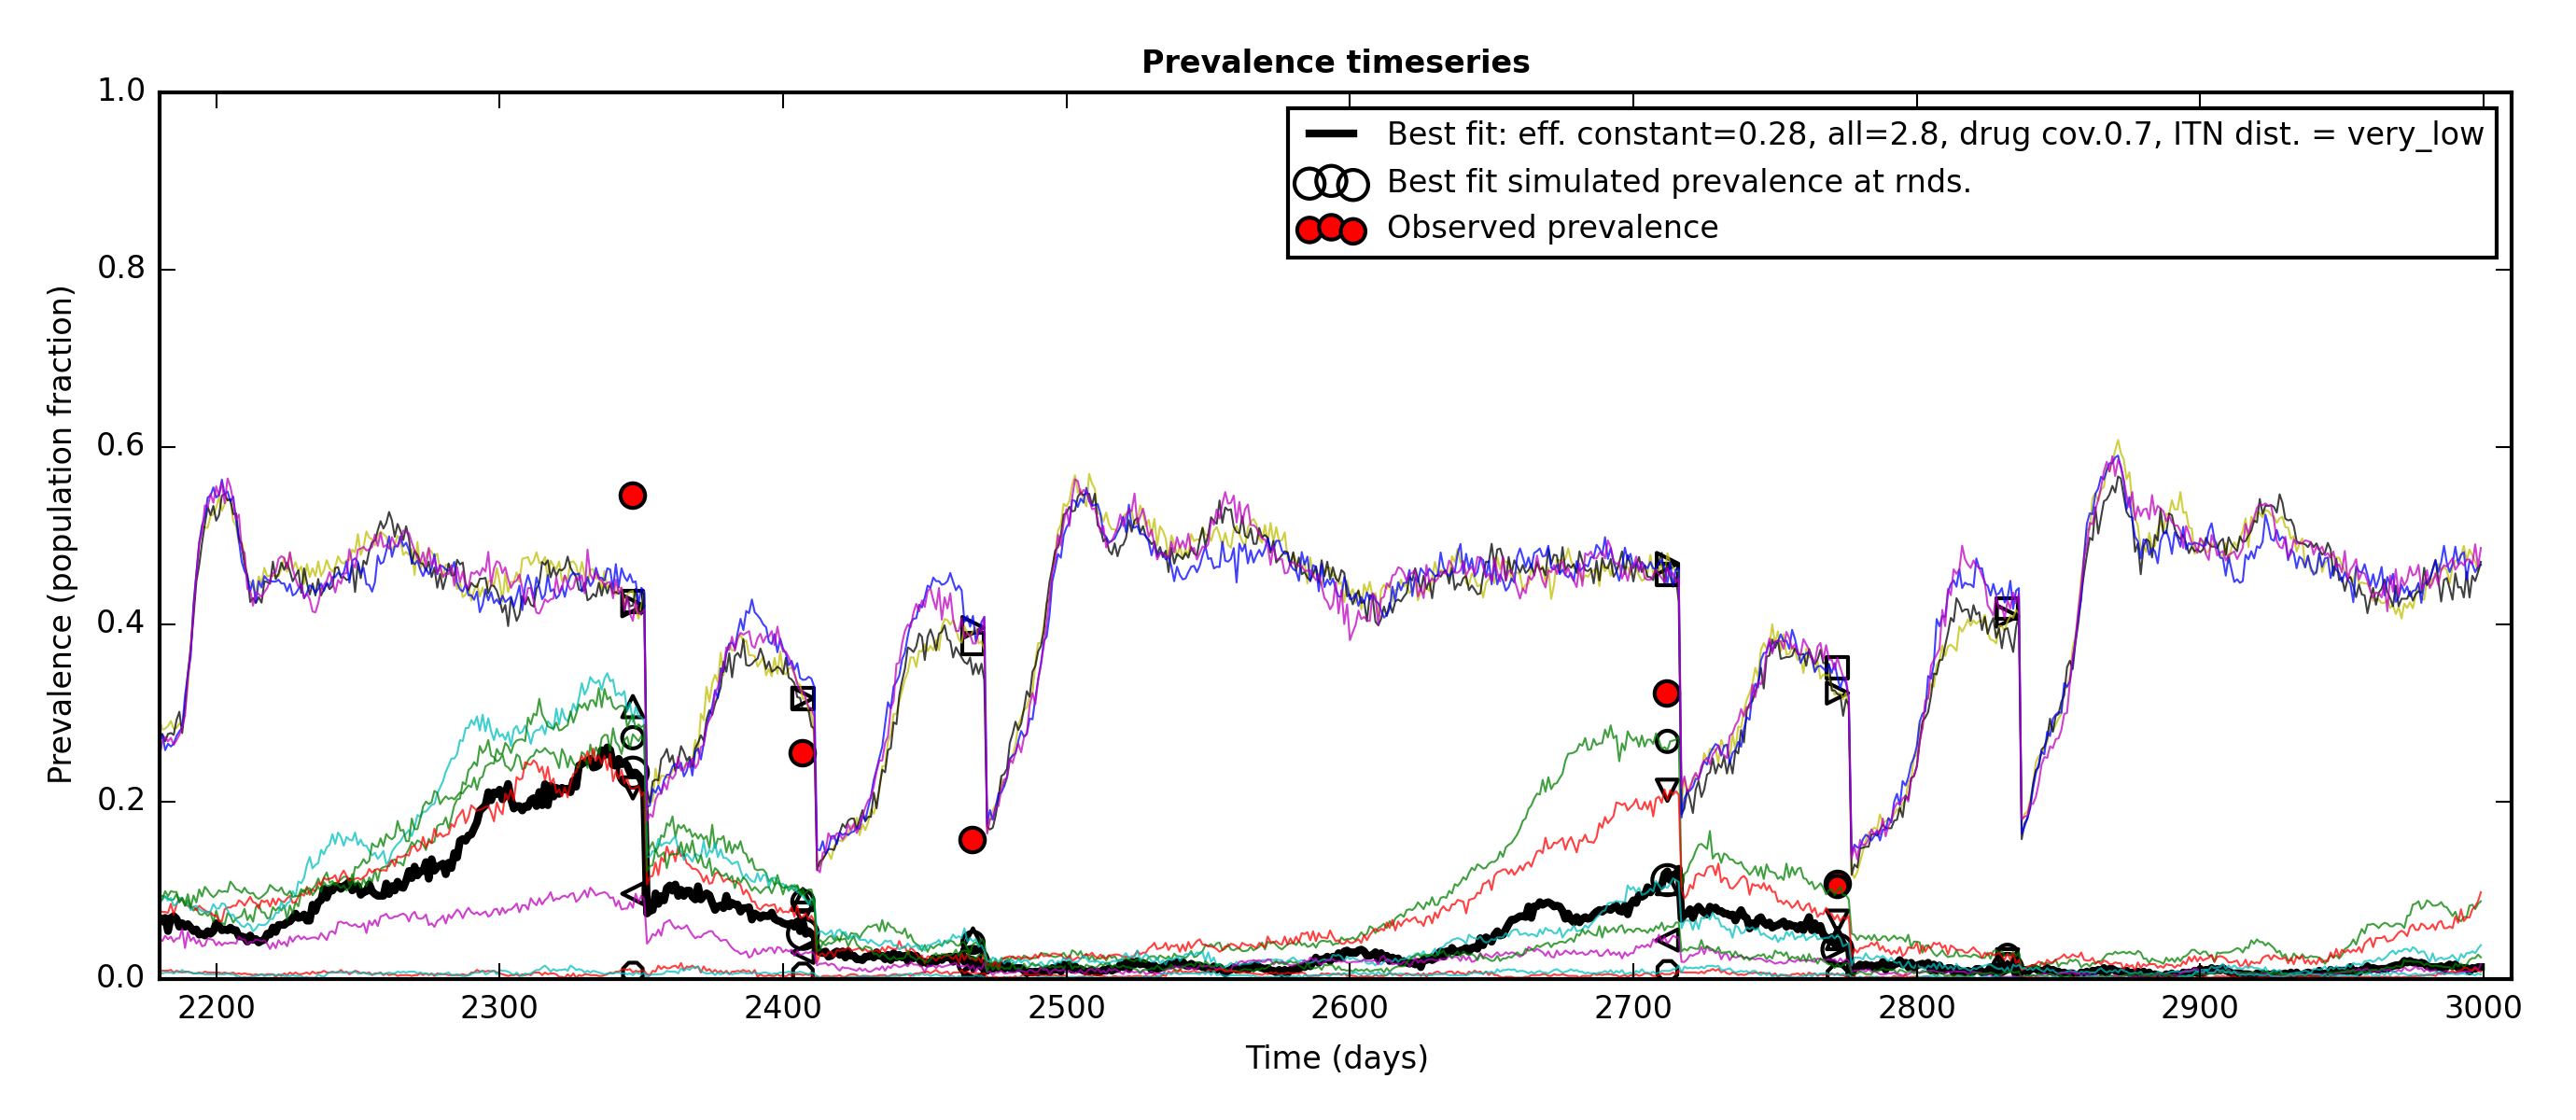 Prevalence timeseries
Best fit: eff. constant=0.28, all=2.8, drug cov.0.7, ITN dist. = very_low
Best fit simulated prevalence at rnds.
Observed prevalence
Prevalence (population fraction)
1.0
0.8
0.6
0.4
0.2
0.0
2200 2300 2400 2500 2600 2700 2800 2900 3000
Time (days)